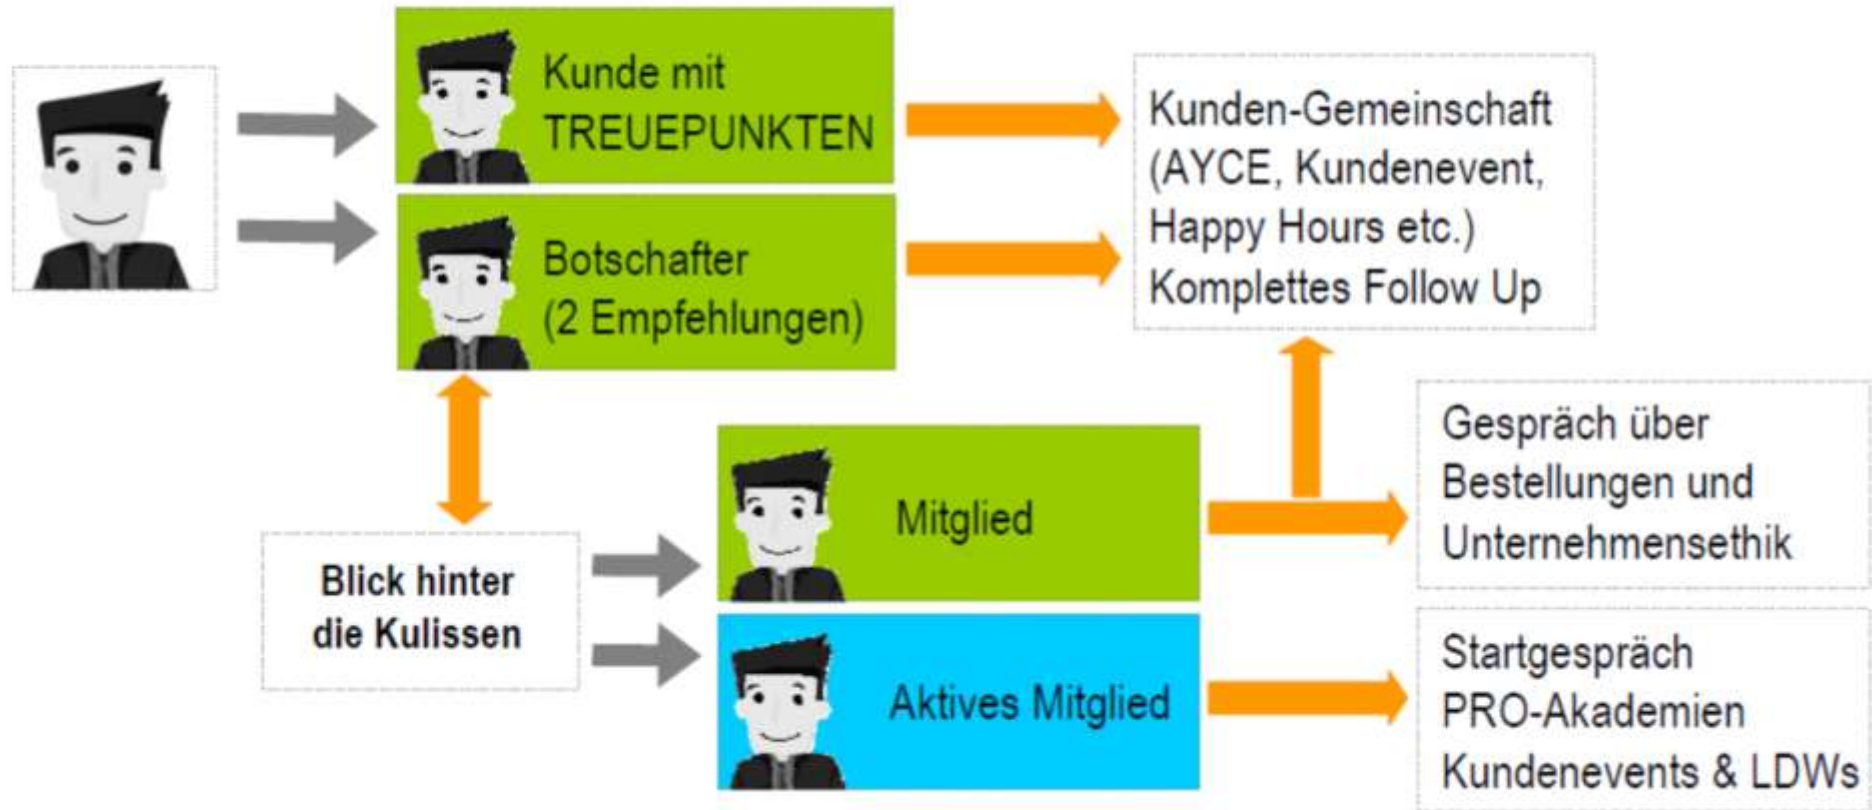 Kunde mit
TREUEPUNKTEN
Botschafter
(2 Empfehlungen)
Kunden-Gemeinschaft
(AYCE, Kundenevent,
Happy Hours etc.)
Komplettes Follow Up
Blick hinter
die Kulissen
Mitglied
Aktives Mitglied
Gespräch über
Bestellungen und
Unternehmensethik
Startgespräch
PRO-Akademien
Kundenevents & LDWs